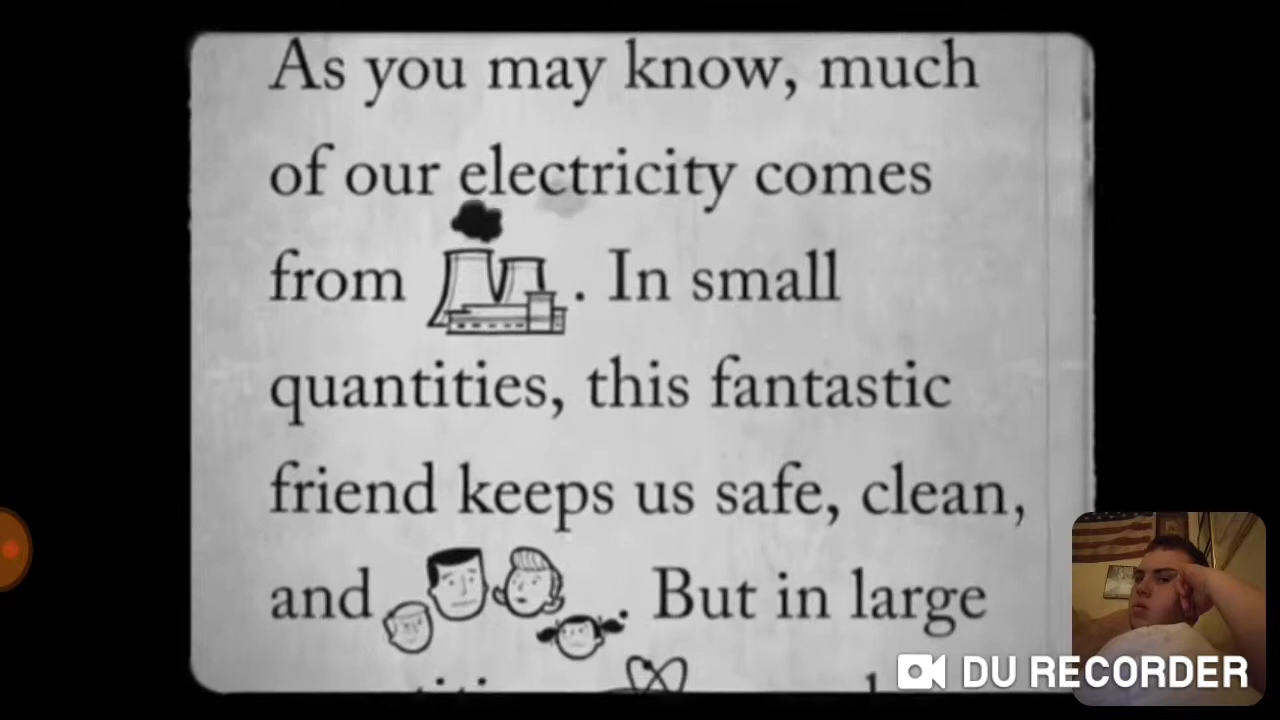 As you may know, much
of our electricity comes
from . In small
quantities, this fantastic
friend keeps us safe, clean,
and . But in large
DU RECORDER